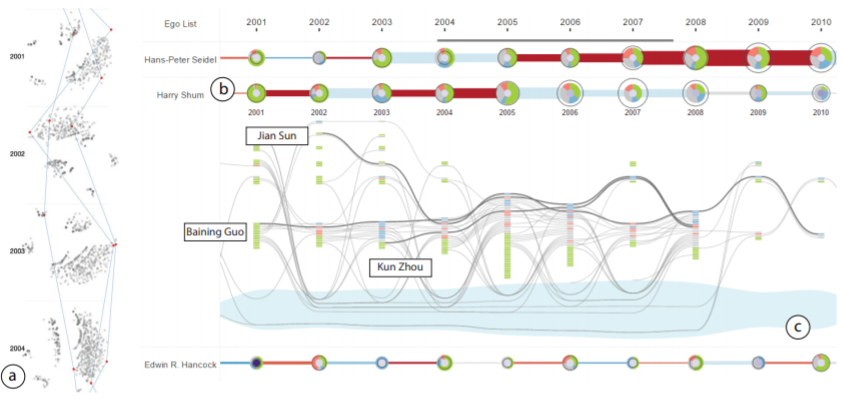 Ego List 2001 2002 2003 2004 2005 2006 2007 2008 2009 2010
2001
Hans-Peter Seidel
b
Harry Shum
2001 2002 2003 2004 2005 2006 2007 2008 2009 2010
Jian Sun
2002
Baining Guo
2003
Kun Zhou
c
2004
Edwin R. Hancock
a